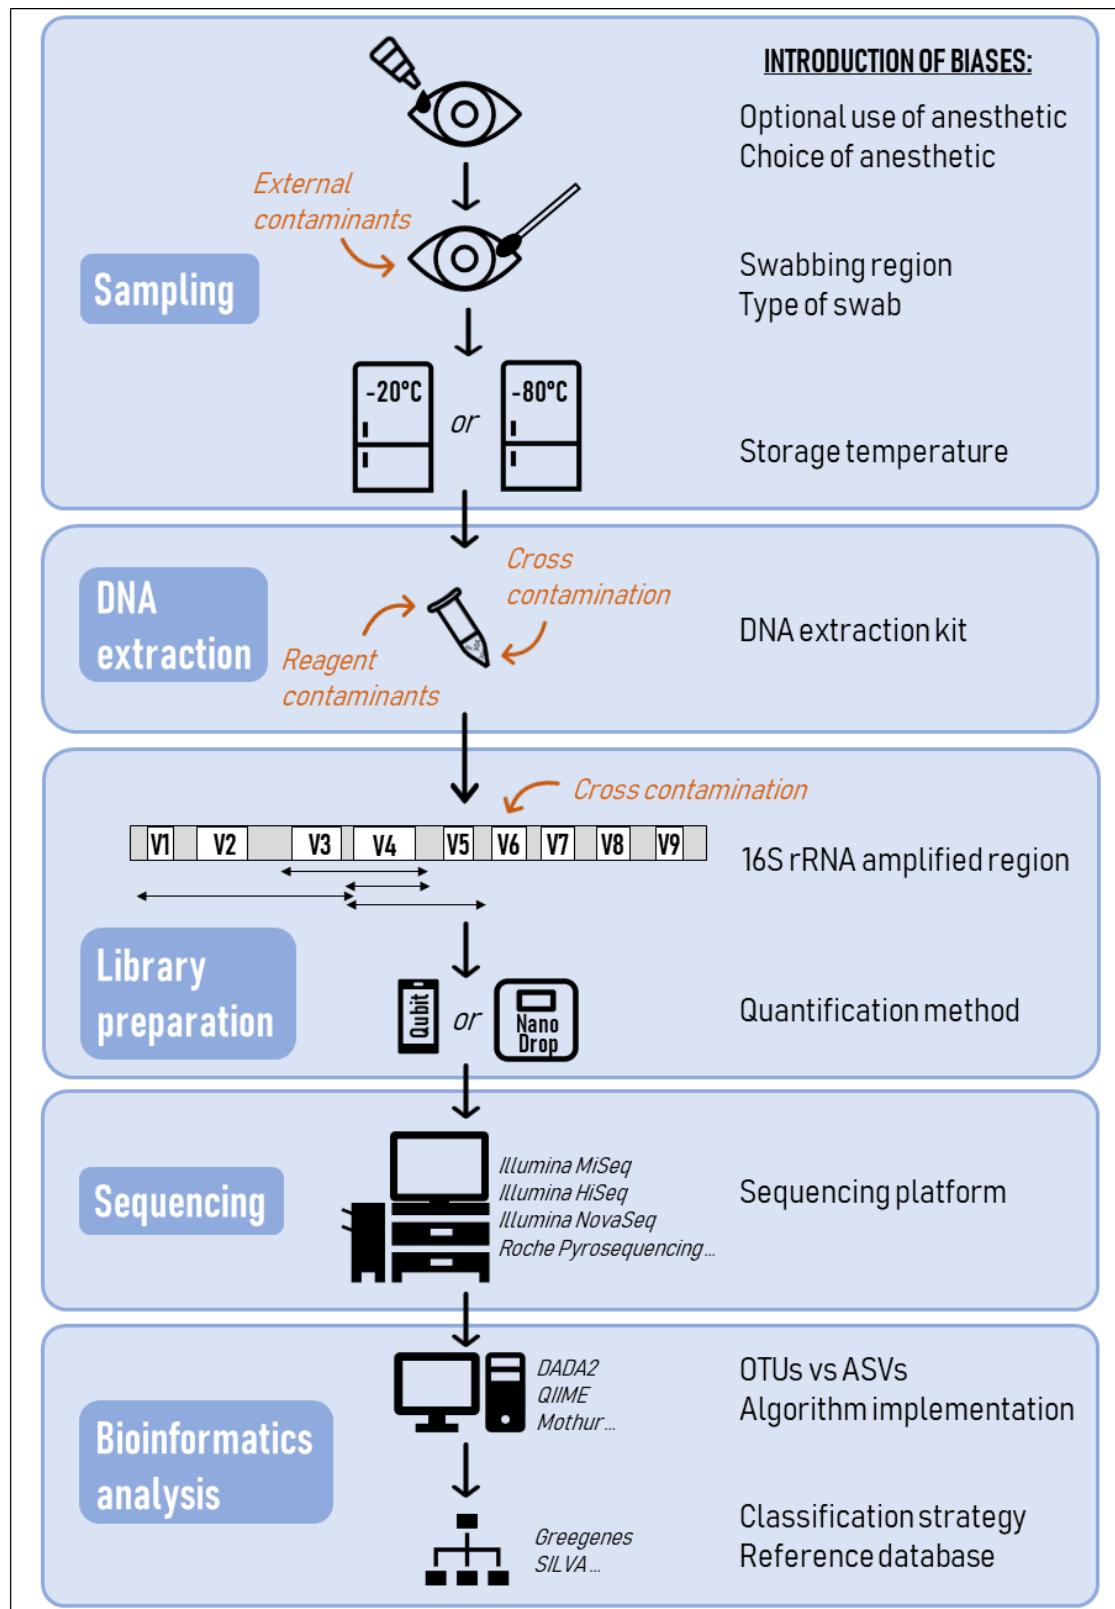 INTRODUCTION OF BIASES:
Optional use of anesthetic
Choice of anesthetic
External
contaminants
Sampling
Swabbing region
Type of swab
-20°C
or
-80°C
Storage temperature
DNA
extraction
Cross
contamination
Reagent
contaminants
DNA extraction kit
Cross contamination
V1 V2 V3 V4 V5 V6 V7 V8 V9
16S rRNA amplified region
Library
preparation
Qubit
or
Nano
Drop
Quantification method
Sequencing
Illumina MiSeq
Illumina HiSeq
Illumina NovaSeq
Roche Pyrosequencing...
Sequencing platform
Bioinformatics
analysis
DADA2
QIIME
Mothur...
OTUs vs ASVs
Algorithm implementation
Greegenes
SILVA...
Classification strategy
Reference database